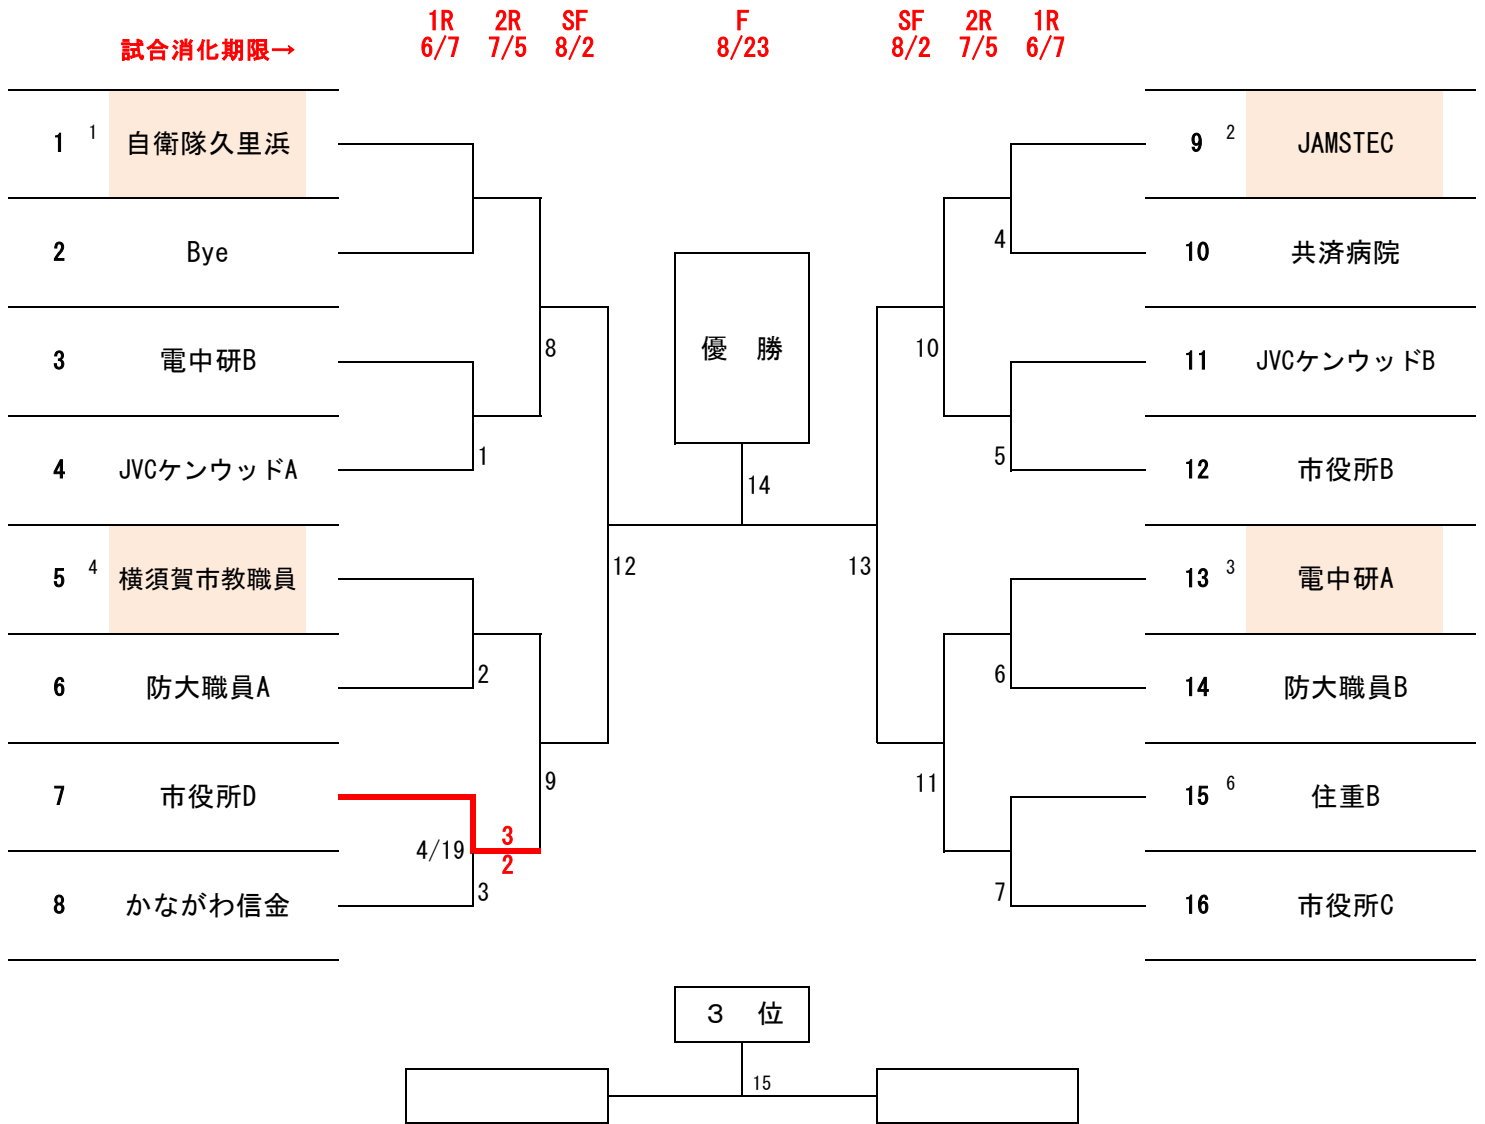 1R 2R SF F SF 2R 1R
試合消化期限→ 6/7 7/5 8/2 8/23 8/2 7/5 6/7
1 1 自衛隊久里浜
2 Bye
3 電中研B
8
4 JVCケンウッドA
1
5 4 横須賀市教職員
12
6 防大職員A
2
7 市役所D
9
4/19 3
2
8 かながわ信金
3
優 勝
14
9 2 JAMSTEC
4
10 共済病院
10
11 JVCケンウッドB
5
12 市役所B
13
13 3 電中研A
6
14 防大職員B
11
15 6 住重B
7
16 市役所C
3 位
15